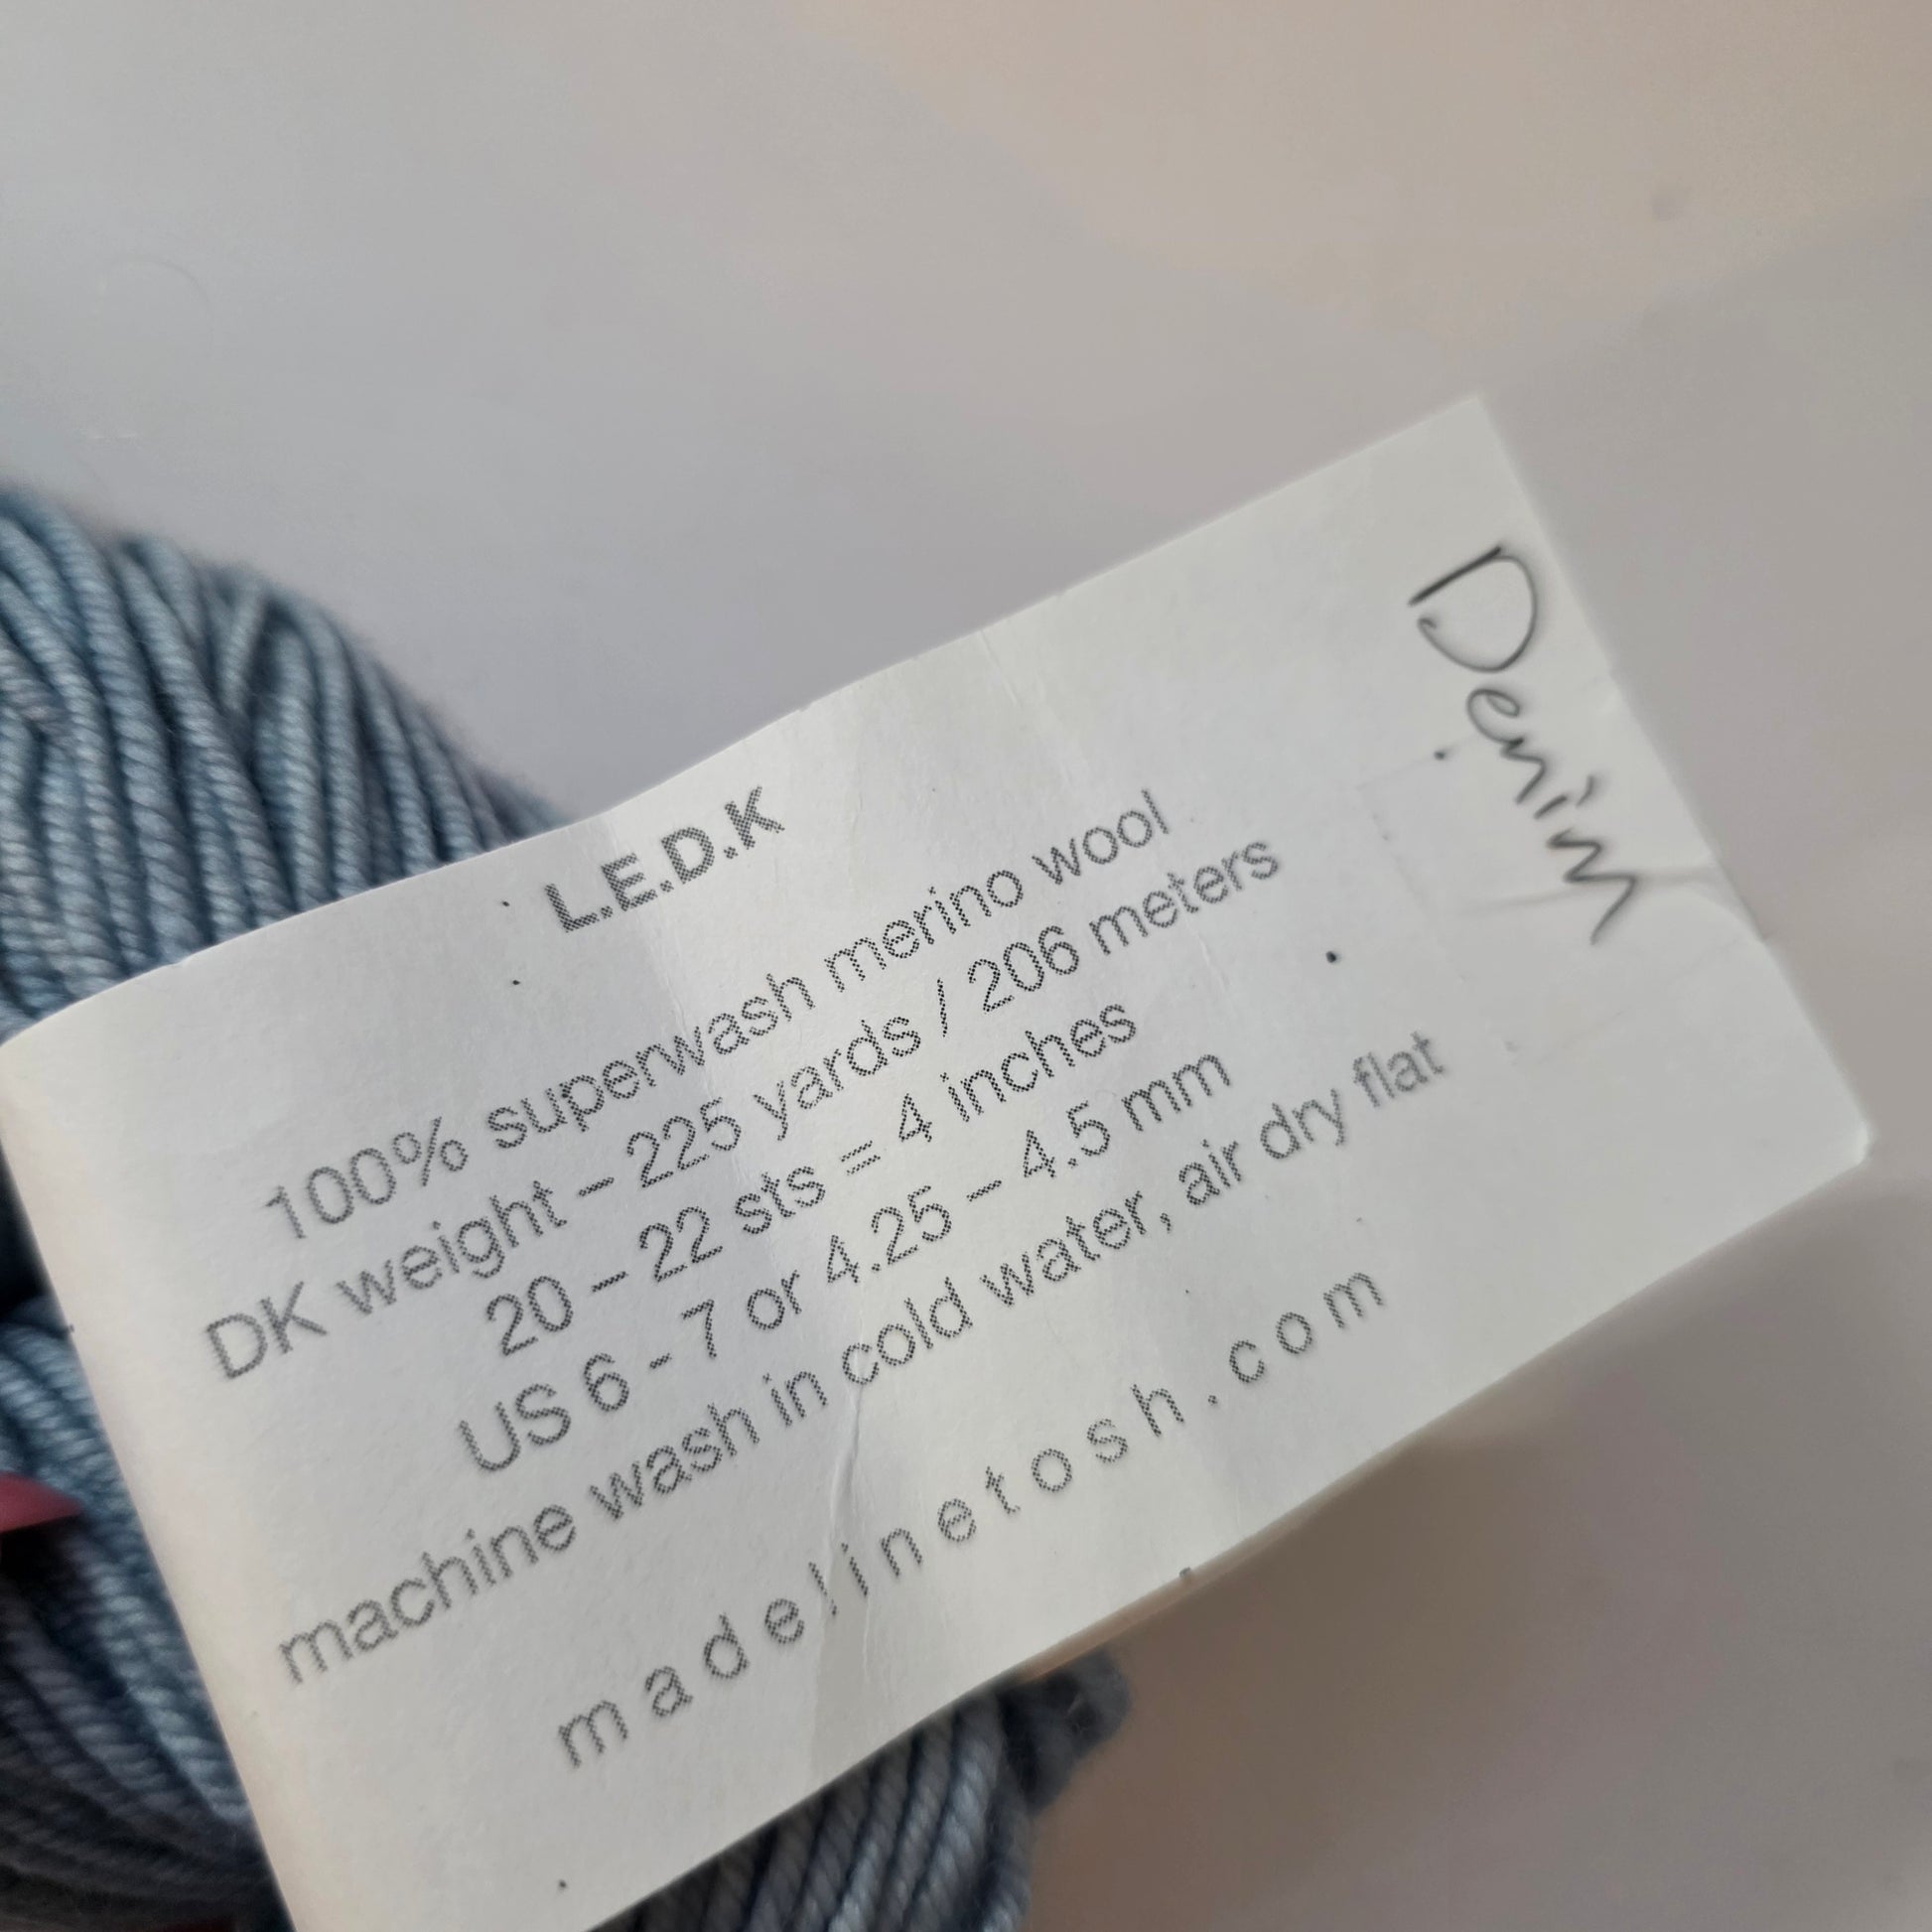 L.E.D.K
100% superwash merino wool
DK weight – 225 yards / 206 meters
20 – 22 sts = 4 inches
US 6 - 7 or 4.25 – 4.5 mm
machine wash in cold water, air dry flat
madelinetosh.com
Denim